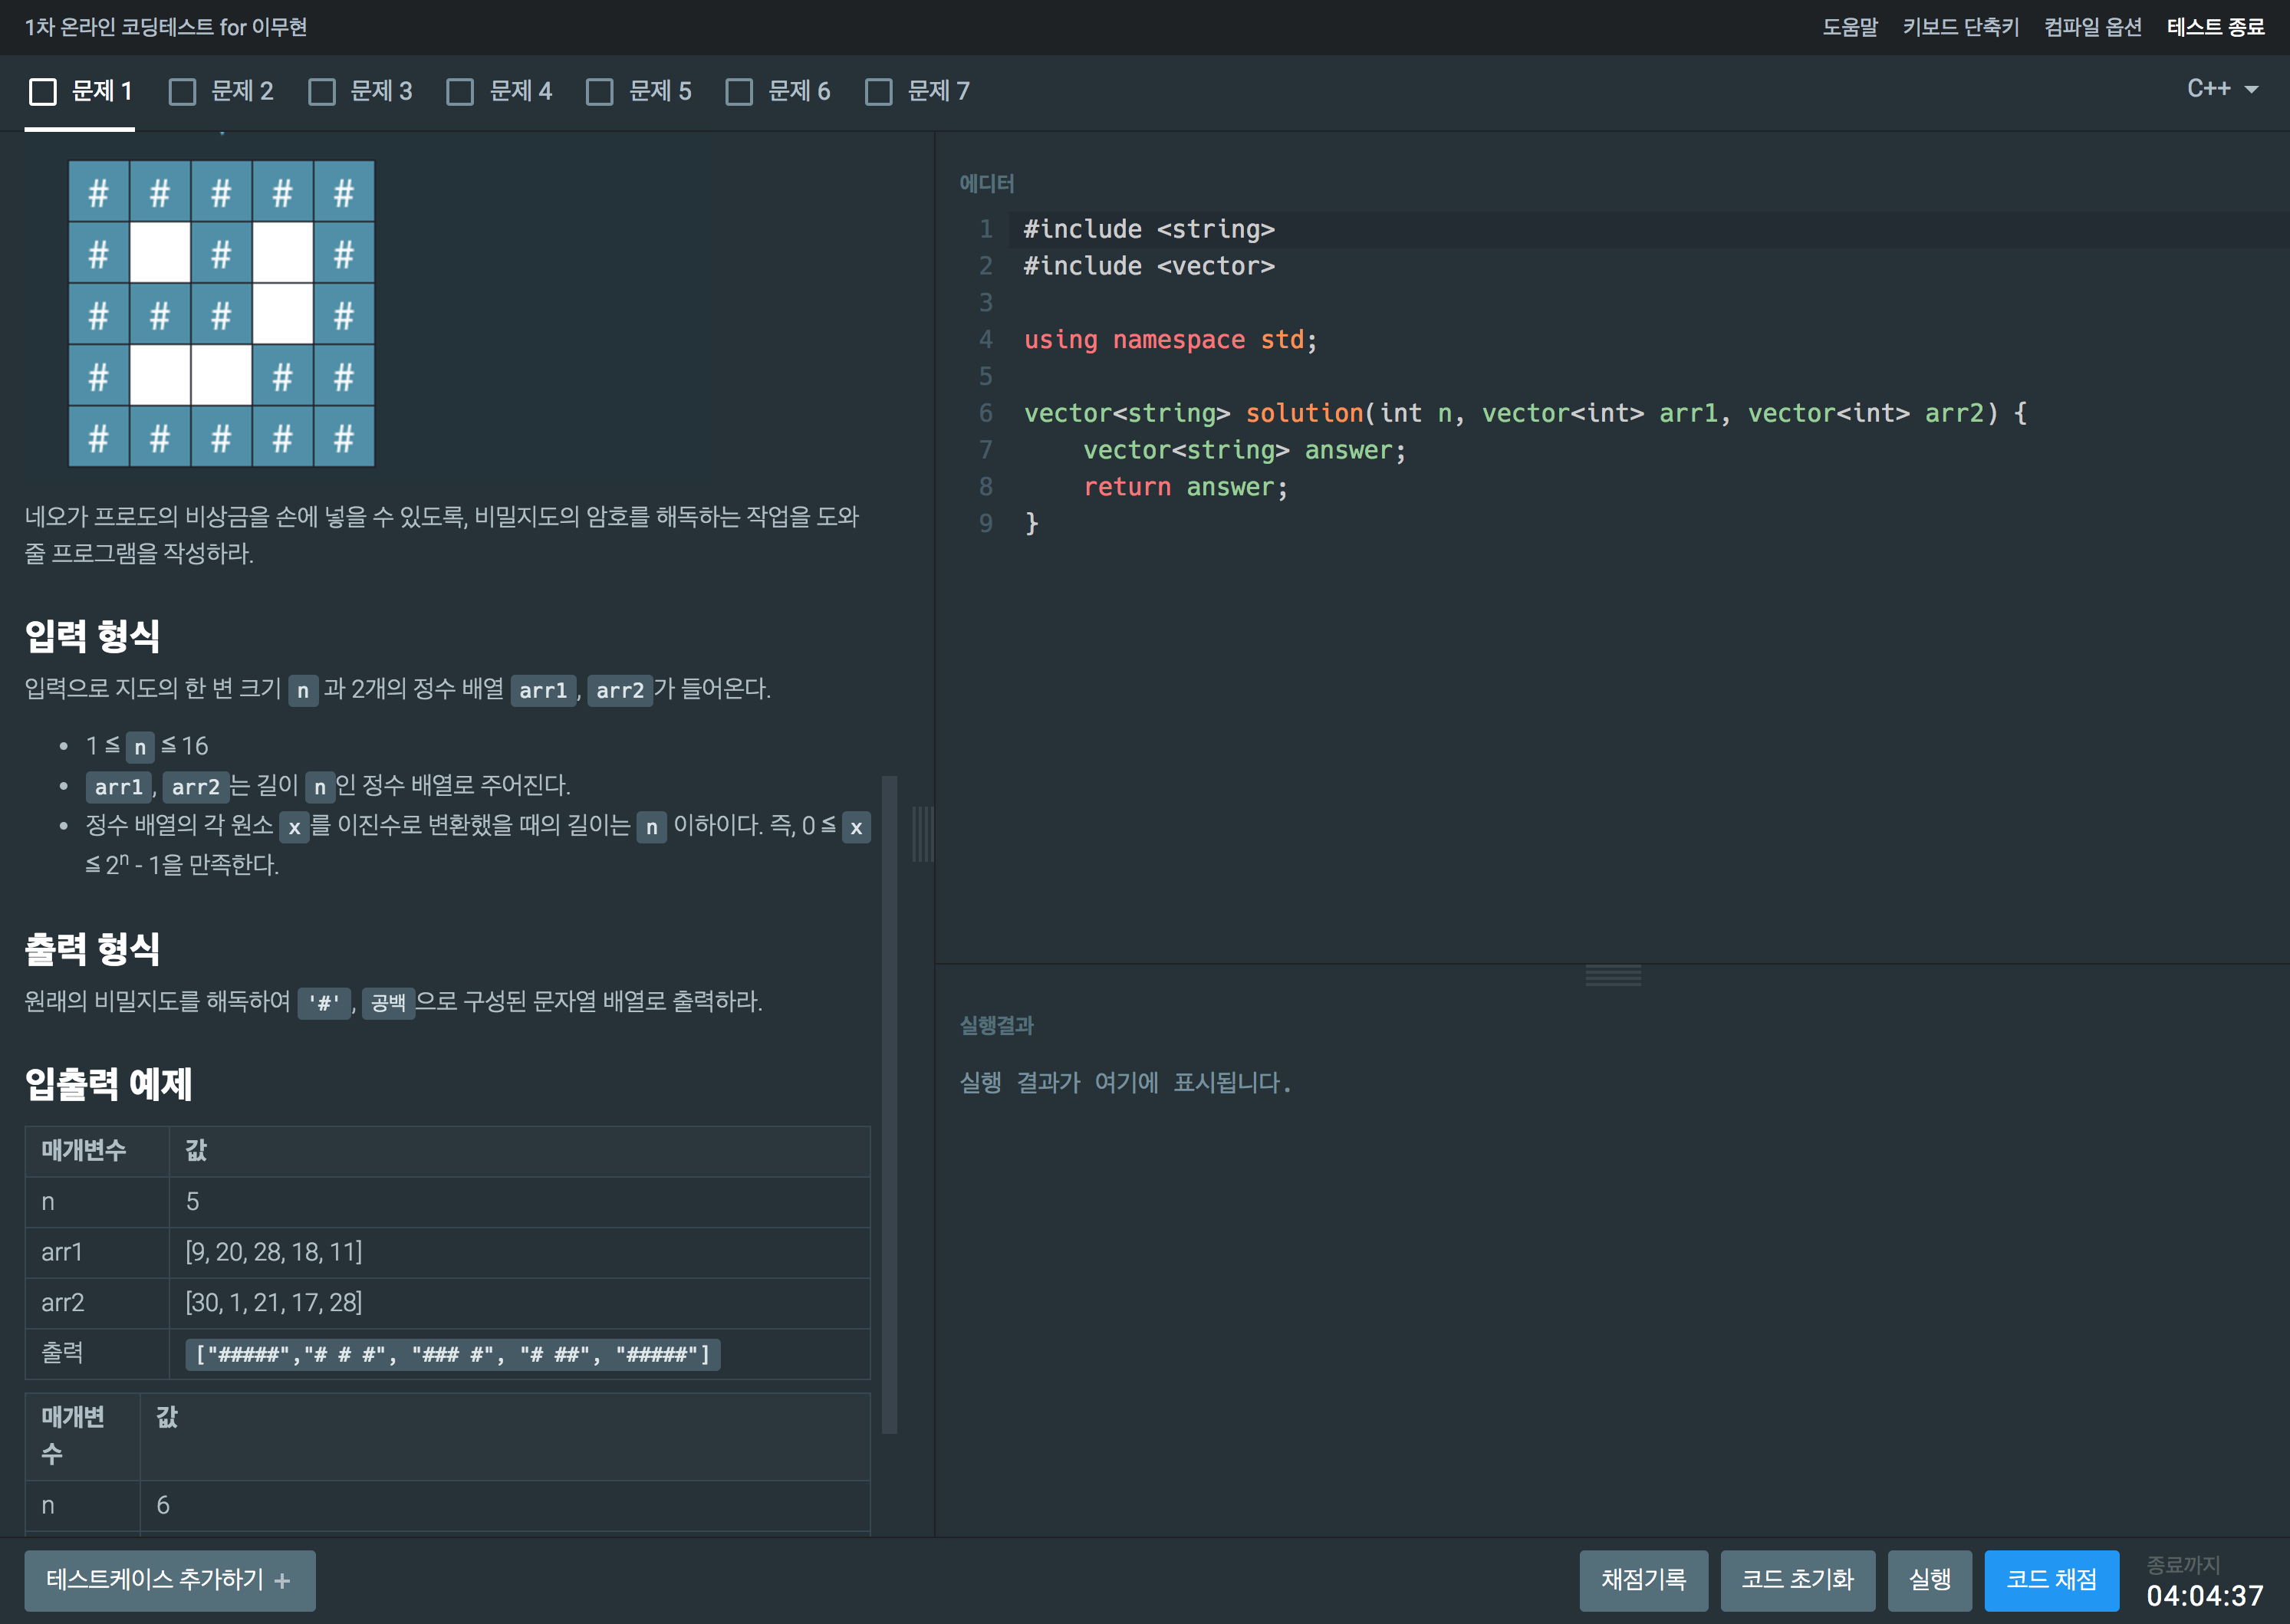 1차 온라인 코딩테스트 for 이무현
도움말 키보드 단축키 컴파일 옵션 테스트 종료
문제 1 문제 2 문제 3 문제 4 문제 5 문제 6 문제 7
C++
# # # # #
# # #
# # # #
# # #
# # # # #
네오가 프로도의 비상금을 손에 넣을 수 있도록, 비밀지도의 암호를 해독하는 작업을 도와
줄 프로그램을 작성하라.
입력 형식
입력으로 지도의 한 변 크기 n 과 2개의 정수 배열 arr1, arr2가 들어온다.
• 1 ≦ n ≦ 16
• arr1, arr2는 길이 n인 정수 배열로 주어진다.
• 정수 배열의 각 원소 x를 이진수로 변환했을 때의 길이는 n 이하이다. 즉, 0 ≦ x
≦ 2ⁿ - 1을 만족한다.
출력 형식
원래의 비밀지도를 해독하여 '#', 공백으로 구성된 문자열 배열로 출력하라.
입출력 예제
매개변수 값
n 5
arr1 [9, 20, 28, 18, 11]
arr2 [30, 1, 21, 17, 28]
출력 ["#####","# # #", "### #", "# ##", "#####"]
매개변
수 값
n 6
에디터
1 #include <string>
2 #include <vector>
3
4 using namespace std;
5
6 vector<string> solution(int n, vector<int> arr1, vector<int> arr2) {
7 vector<string> answer;
8 return answer;
9 }
실행결과
실행 결과가 여기에 표시됩니다.
테스트케이스 추가하기 +
채점기록 코드 초기화 실행 코드 채점
종료까지
04:04:37